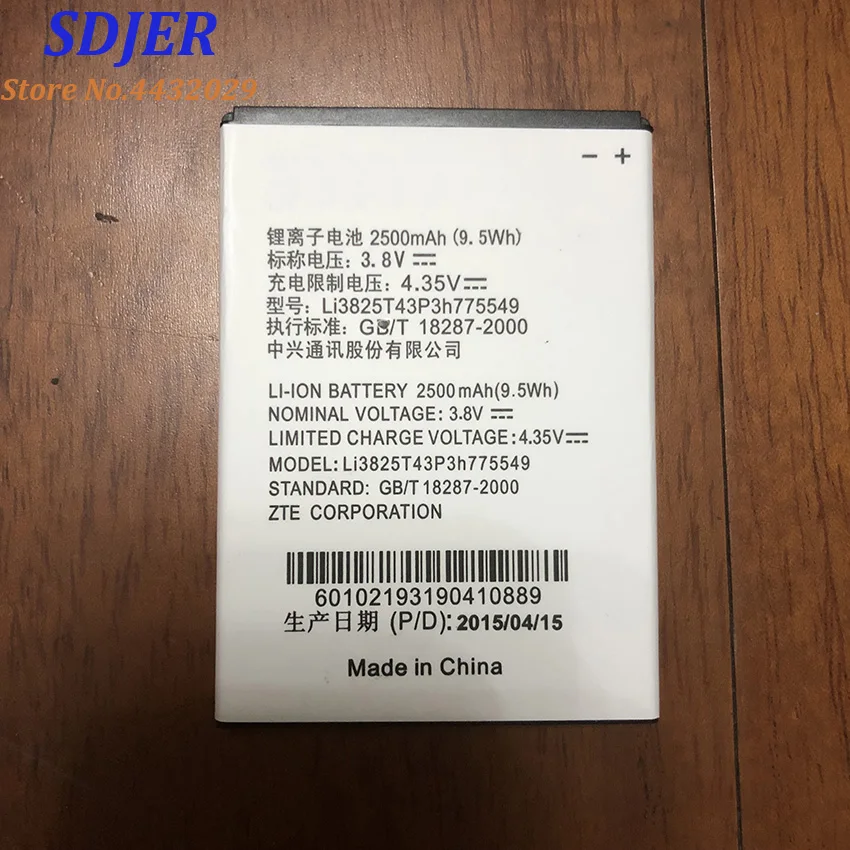 SDJER
Store No.4432029
− +
锂离子电池 2500mAh (9.5Wh)
标称电压: 3.8V
充电限制电压: 4.35V
型号: Li3825T43P3h775549
执行标准: GB/T 18287-2000
中兴通讯股份有限公司
LI-ION BATTERY 2500mAh(9.5Wh)
NOMINAL VOLTAGE: 3.8V
LIMITED CHARGE VOLTAGE:4.35V
MODEL: Li3825T43P3h775549
STANDARD: GB/T 18287-2000
ZTE CORPORATION
60102193190410889
生产日期 (P/D): 2015/04/15
Made in China